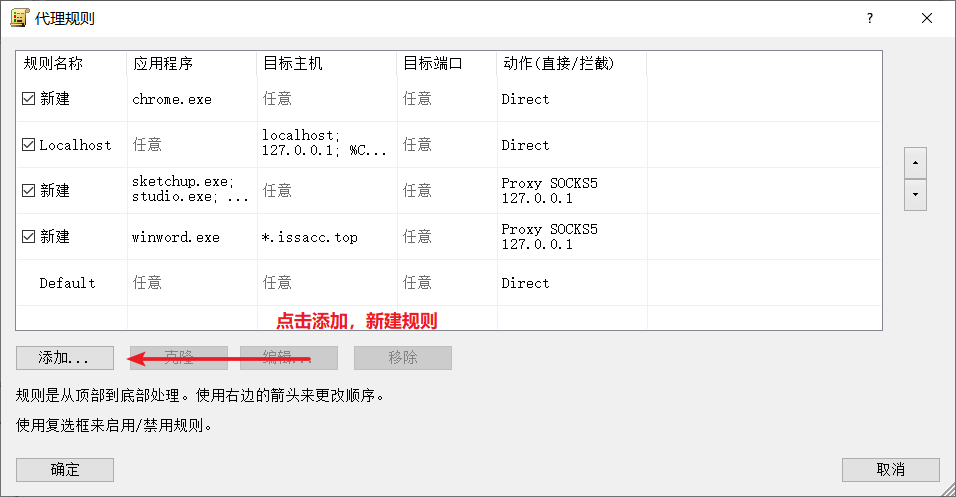 代理规则
规则名称 应用程序 目标主机 目标端口 动作(直接/拦截)
新建 chrome.exe 任意 任意 Direct
Localhost 任意 localhost; 127.0.0.1; %C... 任意 Direct
新建 sketchup.exe; studio.exe; ... 任意 任意 Proxy SOCKS5 127.0.0.1
新建 winword.exe *.issacc.top 任意 Proxy SOCKS5 127.0.0.1
Default 任意 任意 任意 Direct
点击添加，新建规则
添加... 克隆 编辑... 移除
规则是从顶部到底部处理。使用右边的箭头来更改顺序。
使用复选框来启用/禁用规则。
确定 取消